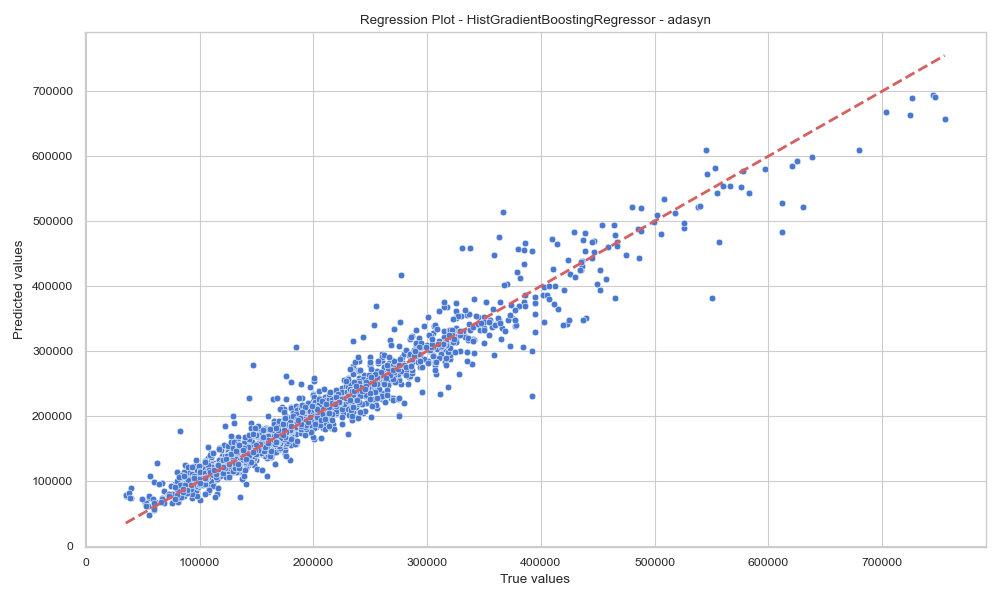 Regression Plot - HistGradientBoostingRegressor - adasyn
Predicted values
700000
600000
500000
400000
300000
200000
100000
0
0 100000 200000 300000 400000 500000 600000 700000
True values